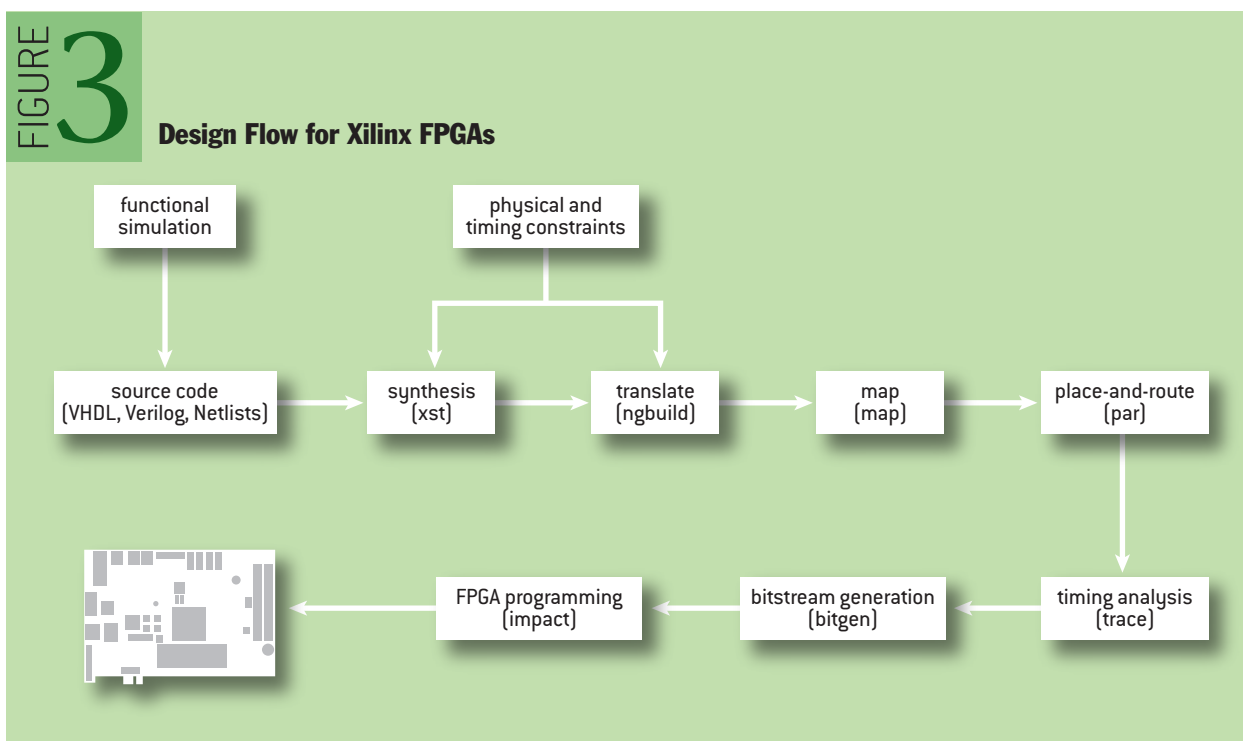 FIGURE
3
Design Flow for Xilinx FPGAs
functional
simulation
physical and
timing constraints
source code
(VHDL, Verilog, Netlists)
synthesis
(xst)
translate
(ngbuild)
map
(map)
place-and-route
(par)
FPGA programming
(impact)
bitstream generation
(bitgen)
timing analysis
(trace)